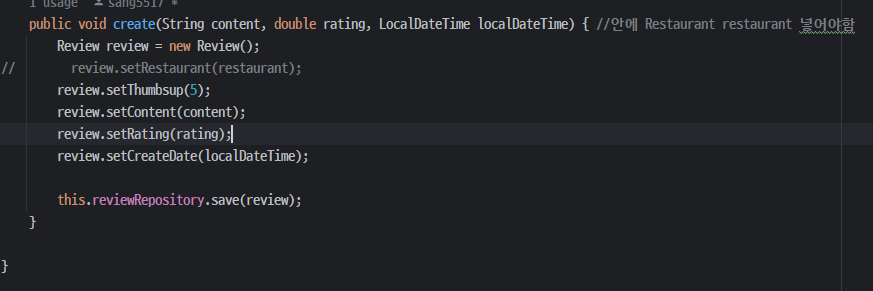 1 usage sang5517 *
public void create(String content, double rating, LocalDateTime localDateTime) { //안에 Restaurant restaurant 넣어야함
Review review = new Review();
// review.setRestaurant(restaurant);
review.setThumbsup(5);
review.setContent(content);
review.setRating(rating);
review.setCreateDate(localDateTime);
this.reviewRepository.save(review);
}
}